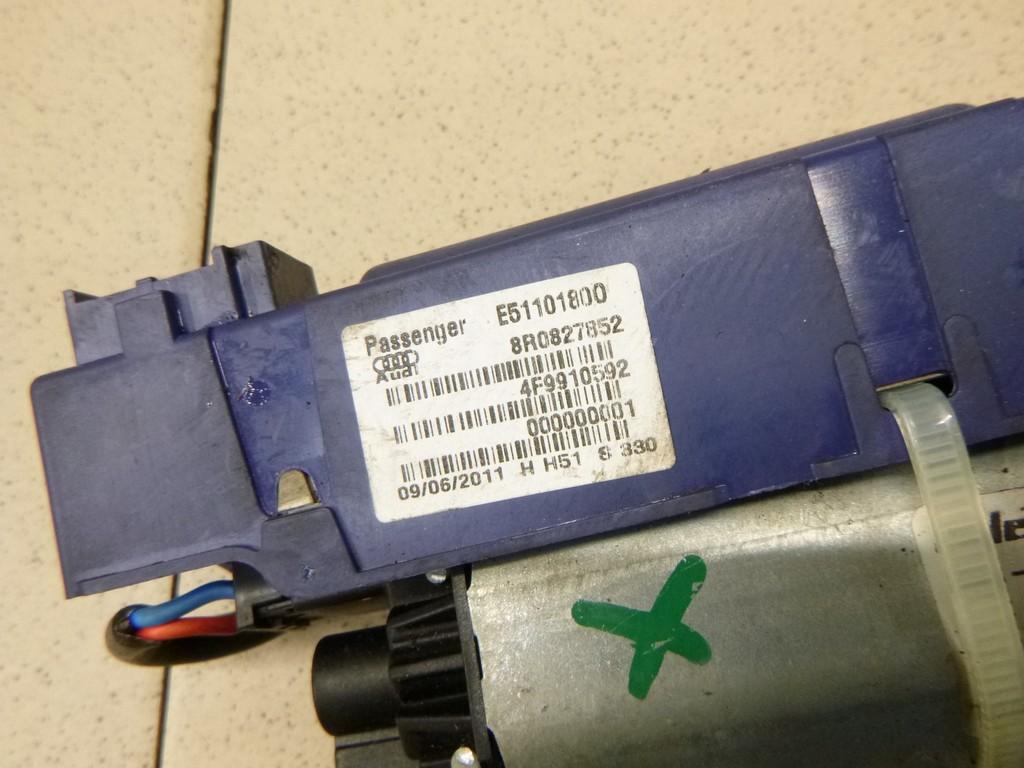 Passenger E51101800
Audi 8R0827852
4F9910592
000000001
09/06/2011 H H51 S 330